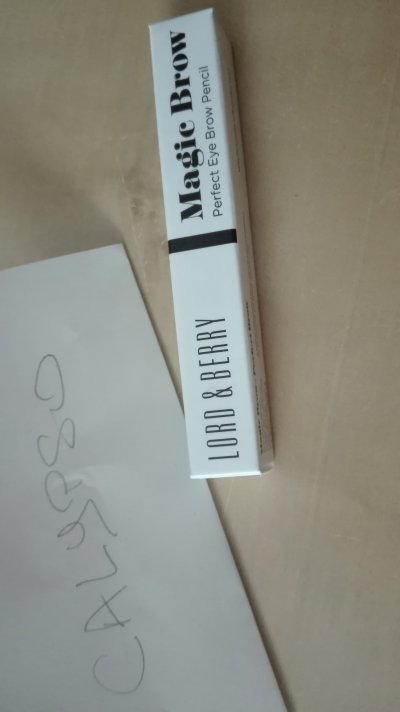 Magic Brow
Perfect Eye Brow Pencil
LORD & BERRY
CALYPSO